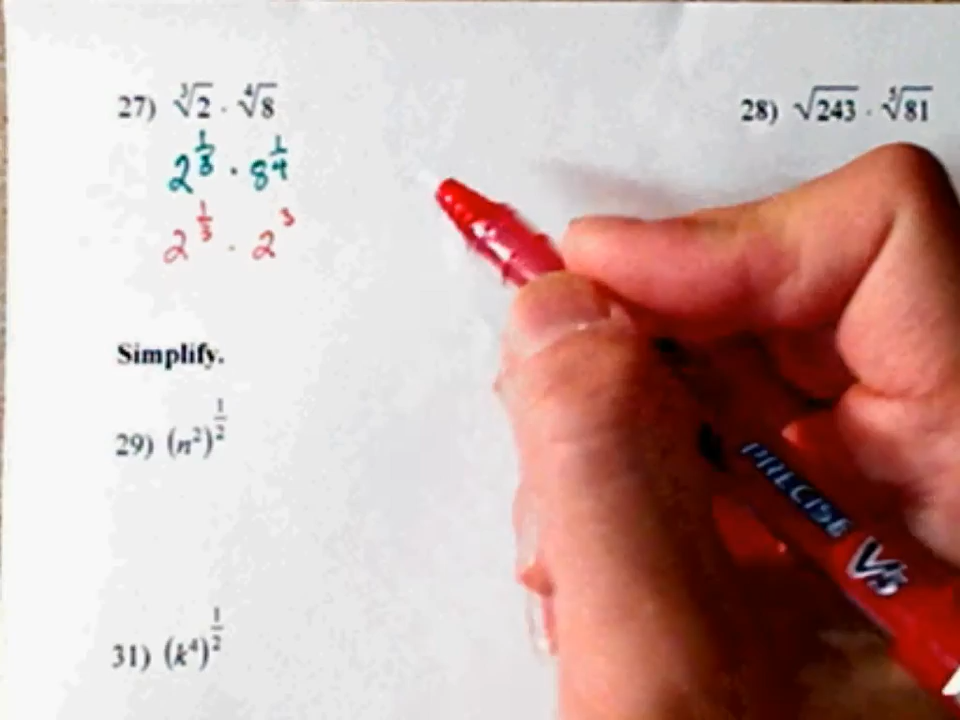 27) ∛2 · ∜8
2^(1/3) · 8^(1/4)
2^(1/3) · 2^3
28) √243 · ∛81
Simplify.
29) (n²)^(1/2)
31) (k⁴)^(1/2)
PRECISE V5